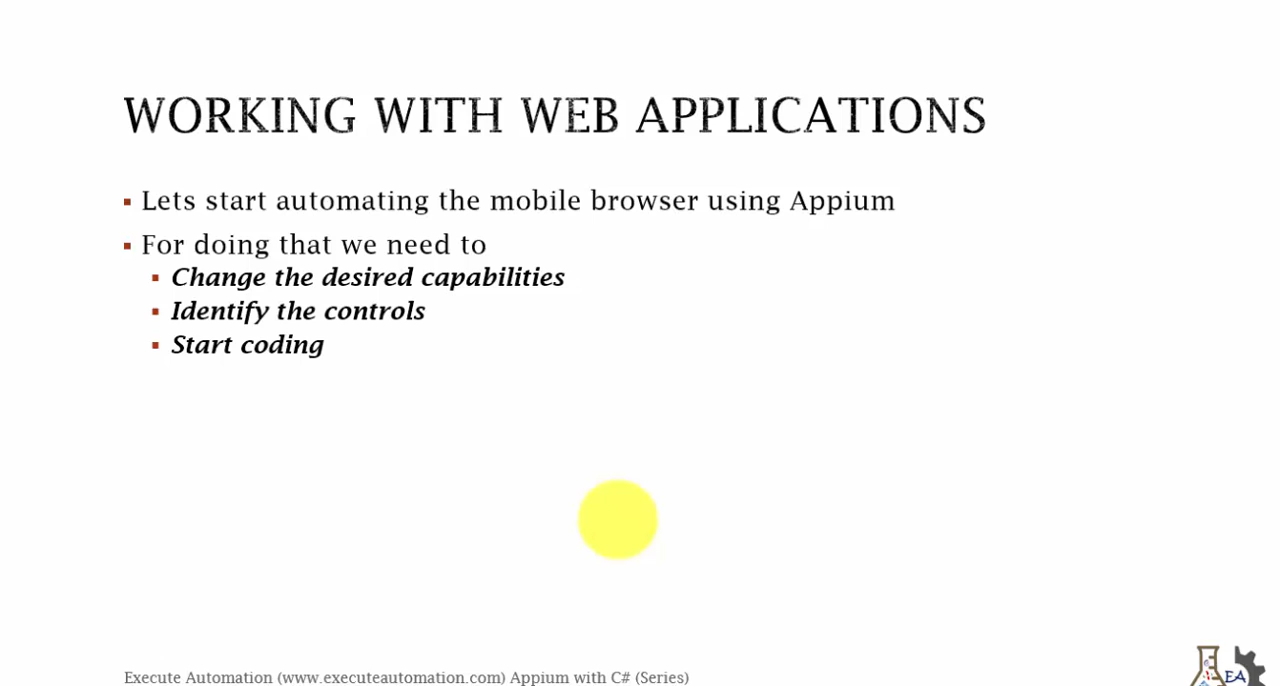 WORKING WITH WEB APPLICATIONS
Lets start automating the mobile browser using Appium
For doing that we need to
Change the desired capabilities
Identify the controls
Start coding
Execute Automation (www.executeautomation.com) Appium with C# (Series)
EA